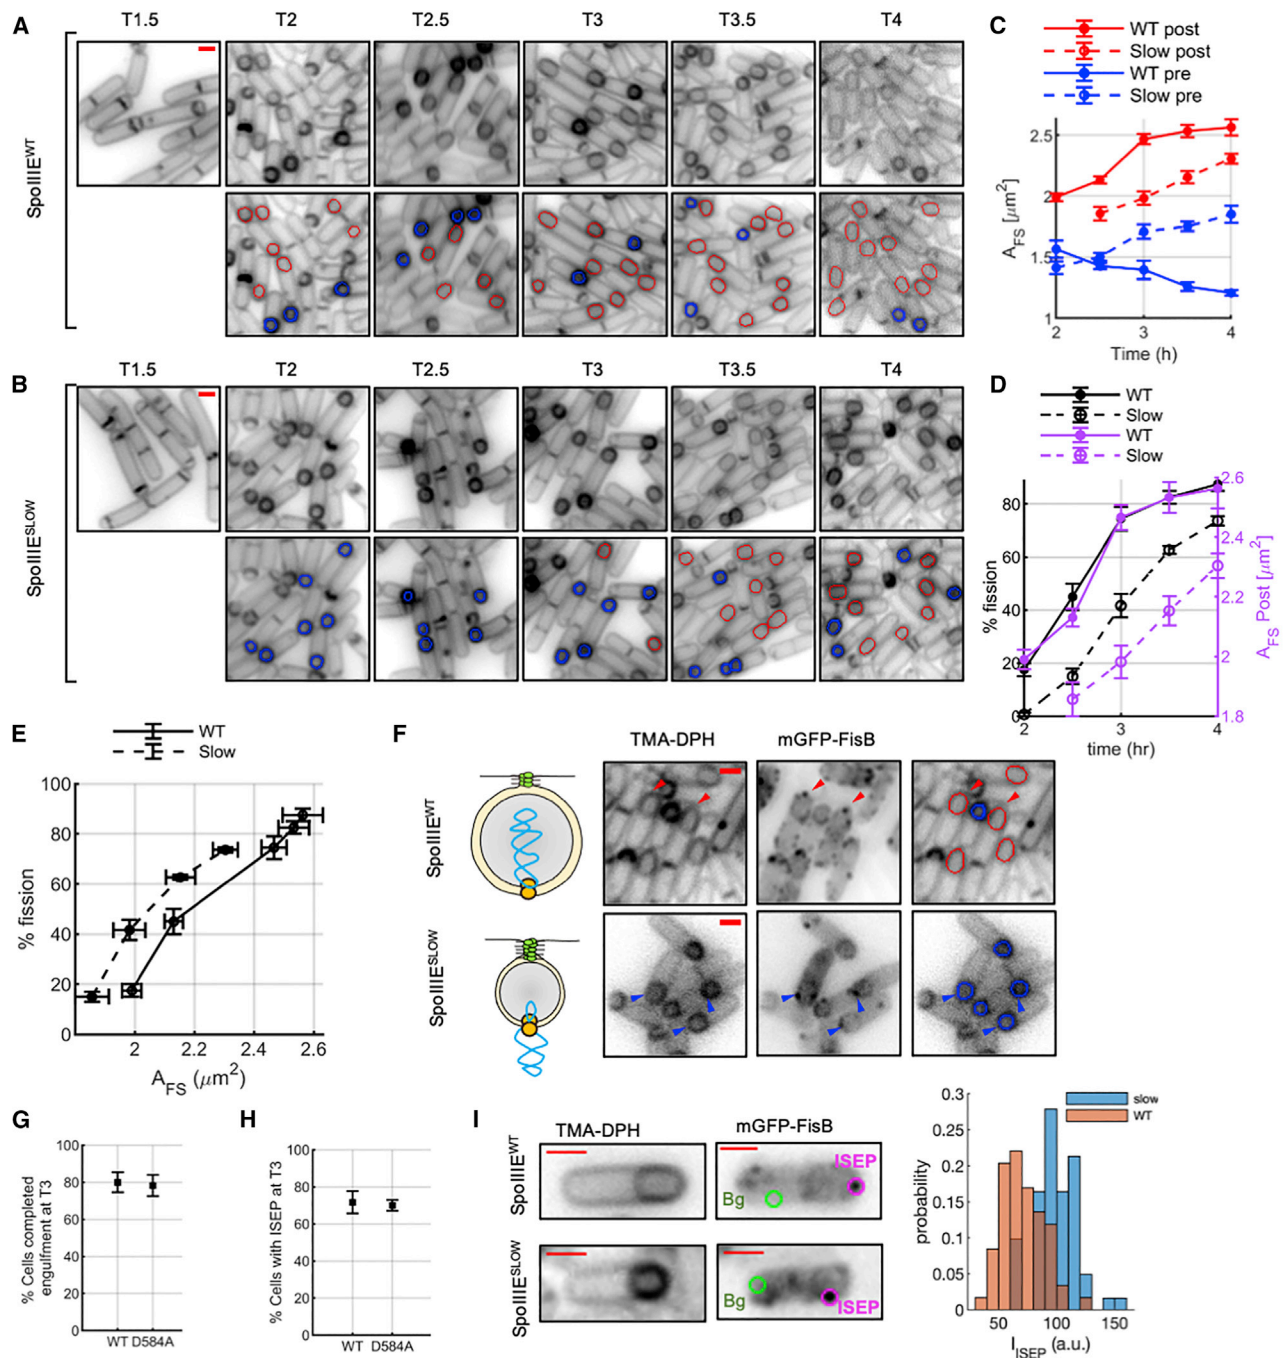 A
T1.5 T2 T2.5 T3 T3.5 T4
SpoIIIE^WT
B
T1.5 T2 T2.5 T3 T3.5 T4
SpoIIIE^SLOW
C
WT post
Slow post
WT pre
Slow pre
2.5
2
1.5
1
A_FS [μm²]
2 3 4
Time (h)
D
WT
Slow
WT
Slow
80
60
40
20
0
% fission
2.6
2.4
2.2
2
1.8
A_FS Post [μm²]
2 3 4
time (hr)
E
WT
Slow
100
80
60
40
20
0
% fission
2 2.2 2.4 2.6
A_FS (μm²)
F
TMA-DPH mGFP-FisB
SpoIIIE^WT
SpoIIIE^SLOW
G
100
80
60
40
20
0
% Cells completed
engulfment at T3
WT D584A
H
100
80
60
40
20
0
% Cells with ISEP at T3
WT D584A
I
TMA-DPH mGFP-FisB
SpoIIIE^WT
Bg
ISEP
SpoIIIE^SLOW
Bg
ISEP
slow
WT
0.3
0.25
0.2
0.15
0.1
0.05
0
probability
50 100 150
I_ISEP (a.u.)